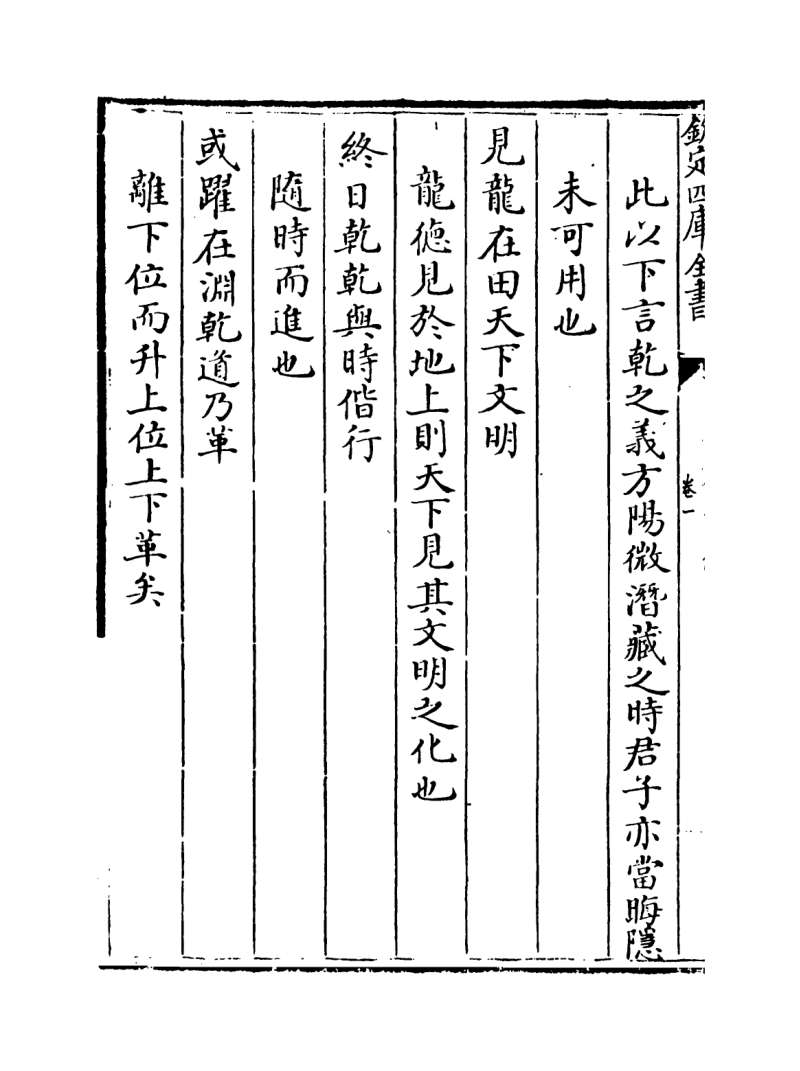 欽定四庫全書
卷一
此以下言乾之義方陽微潛藏之時君子亦當晦隱
未可用也
見龍在田天下文明
龍德見於地上則天下見其文明之化也
終日乾乾與時偕行
隨時而進也
或躍在淵乾道乃革
離下位而升上位上下革矣